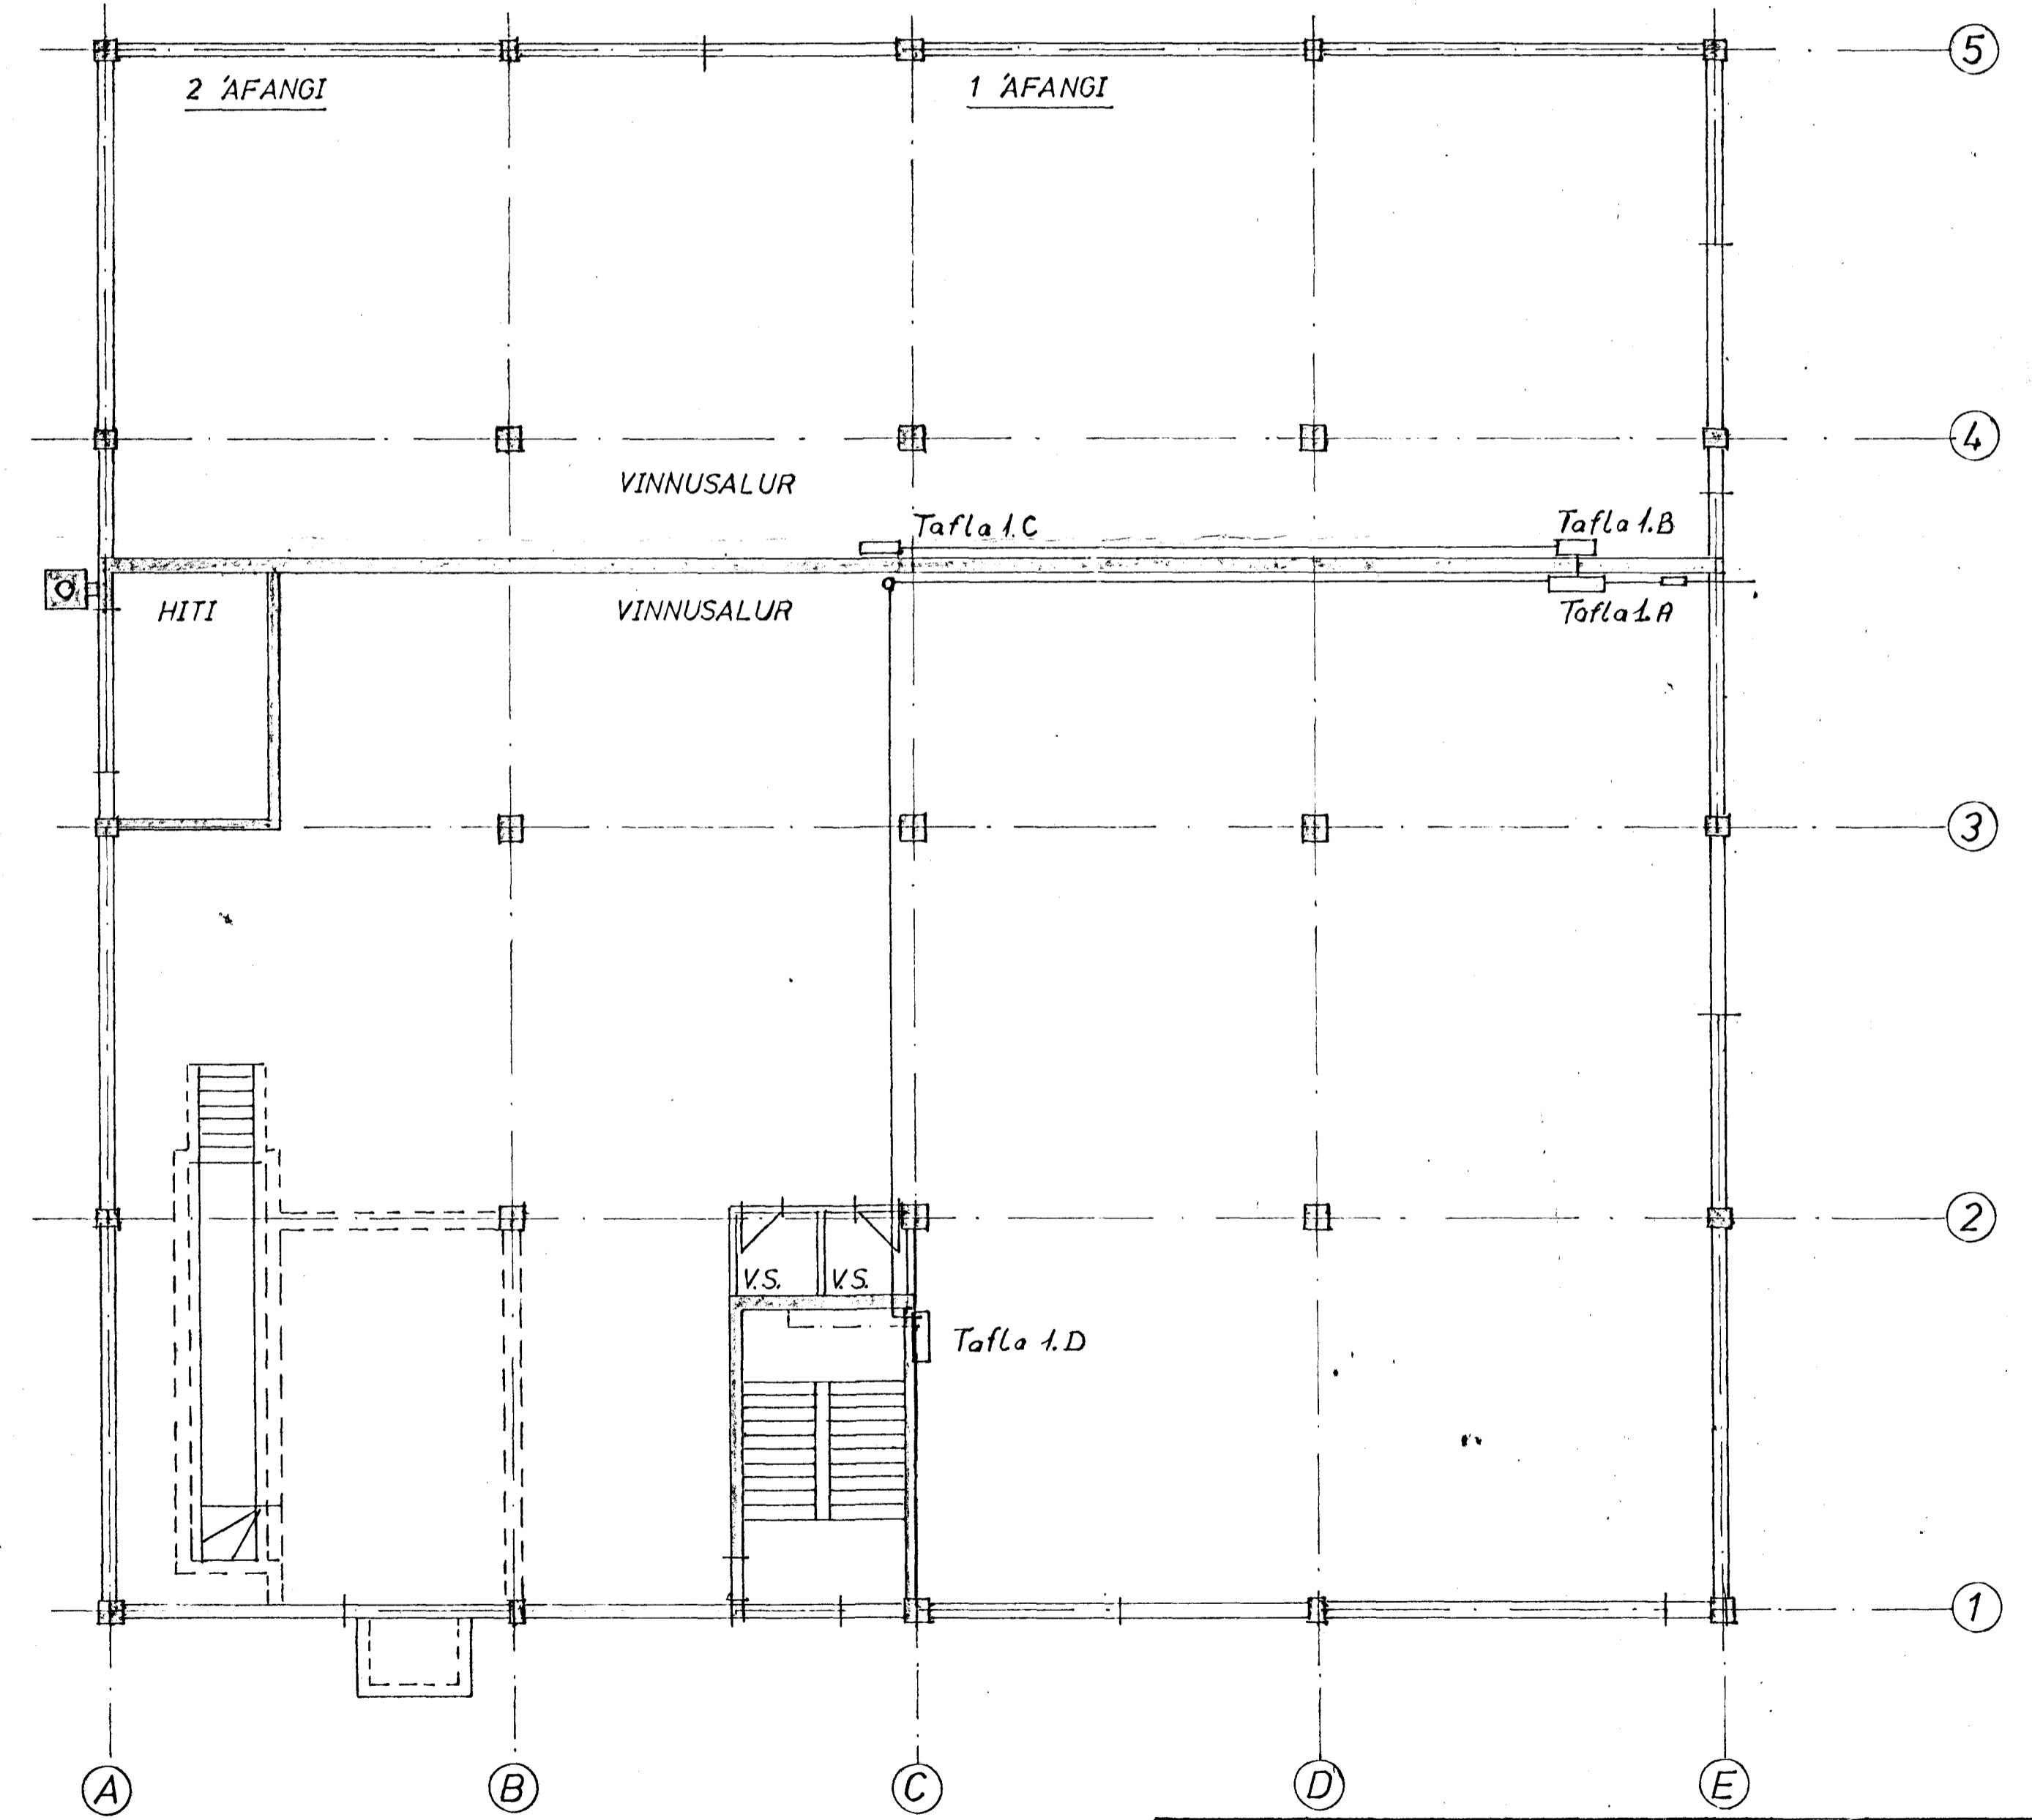 5
2 ÁFANGI
1 ÁFANGI
4
VINNUSALUR
Tafla 1.C
Tafla 1.B
HITI
VINNUSALUR
Tafla 1.A
3
2
V.S.
V.S.
Tafla 1.D
1
A
B
C
D
E